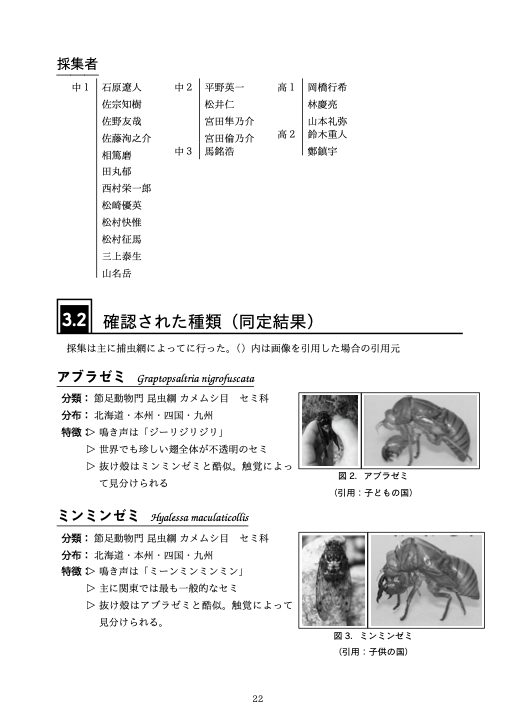 採集者
中1 石原遼人
佐宗知樹
佐野友哉
佐藤洵之介
相馬磨
田丸郁
西村栄一郎
松崎優英
松村快惟
松村征馬
三上泰生
山名岳
中2 平野英一
松井仁
宮田隼乃介
宮田倫乃介
中3 馬銘浩
高1 岡橋行希
林慶亮
山本礼弥
高2 鈴木重人
鄭鎮宇
3.2 確認された種類（同定結果）
採集は主に捕虫網によってに行った。（）内は画像を引用した場合の引用元
アブラゼミ Graptopsaltria nigrofuscata
分類： 節足動物門 昆虫綱 カメムシ目 セミ科
分布： 北海道・本州・四国・九州
特徴：▷ 鳴き声は「ジーリジリジリ」
▷ 世界でも珍しい翅全体が不透明のセミ
▷ 抜け殻はミンミンゼミと酷似。触覚によっ
て見分けられる
図 2. アブラゼミ
（引用：子どもの国）
ミンミンゼミ Hyalessa maculaticollis
分類： 節足動物門 昆虫綱 カメムシ目 セミ科
分布： 北海道・本州・四国・九州
特徴：▷ 鳴き声は「ミーンミンミンミン」
▷ 主に関東では最も一般的なセミ
▷ 抜け殻はアブラゼミと酷似。触覚によって
見分けられる。
図 3. ミンミンゼミ
（引用：子供の国）
22